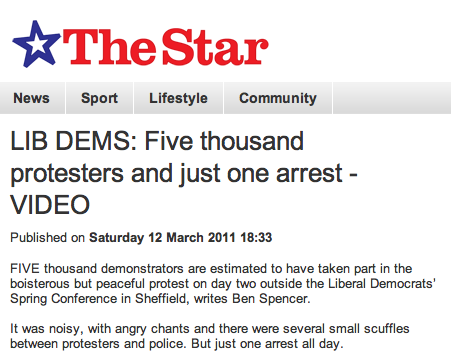 The Star
News Sport Lifestyle Community
LIB DEMS: Five thousand
protesters and just one arrest -
VIDEO
Published on Saturday 12 March 2011 18:33
FIVE thousand demonstrators are estimated to have taken part in the
boisterous but peaceful protest on day two outside the Liberal Democrats'
Spring Conference in Sheffield, writes Ben Spencer.
It was noisy, with angry chants and there were several small scuffles
between protesters and police. But just one arrest all day.